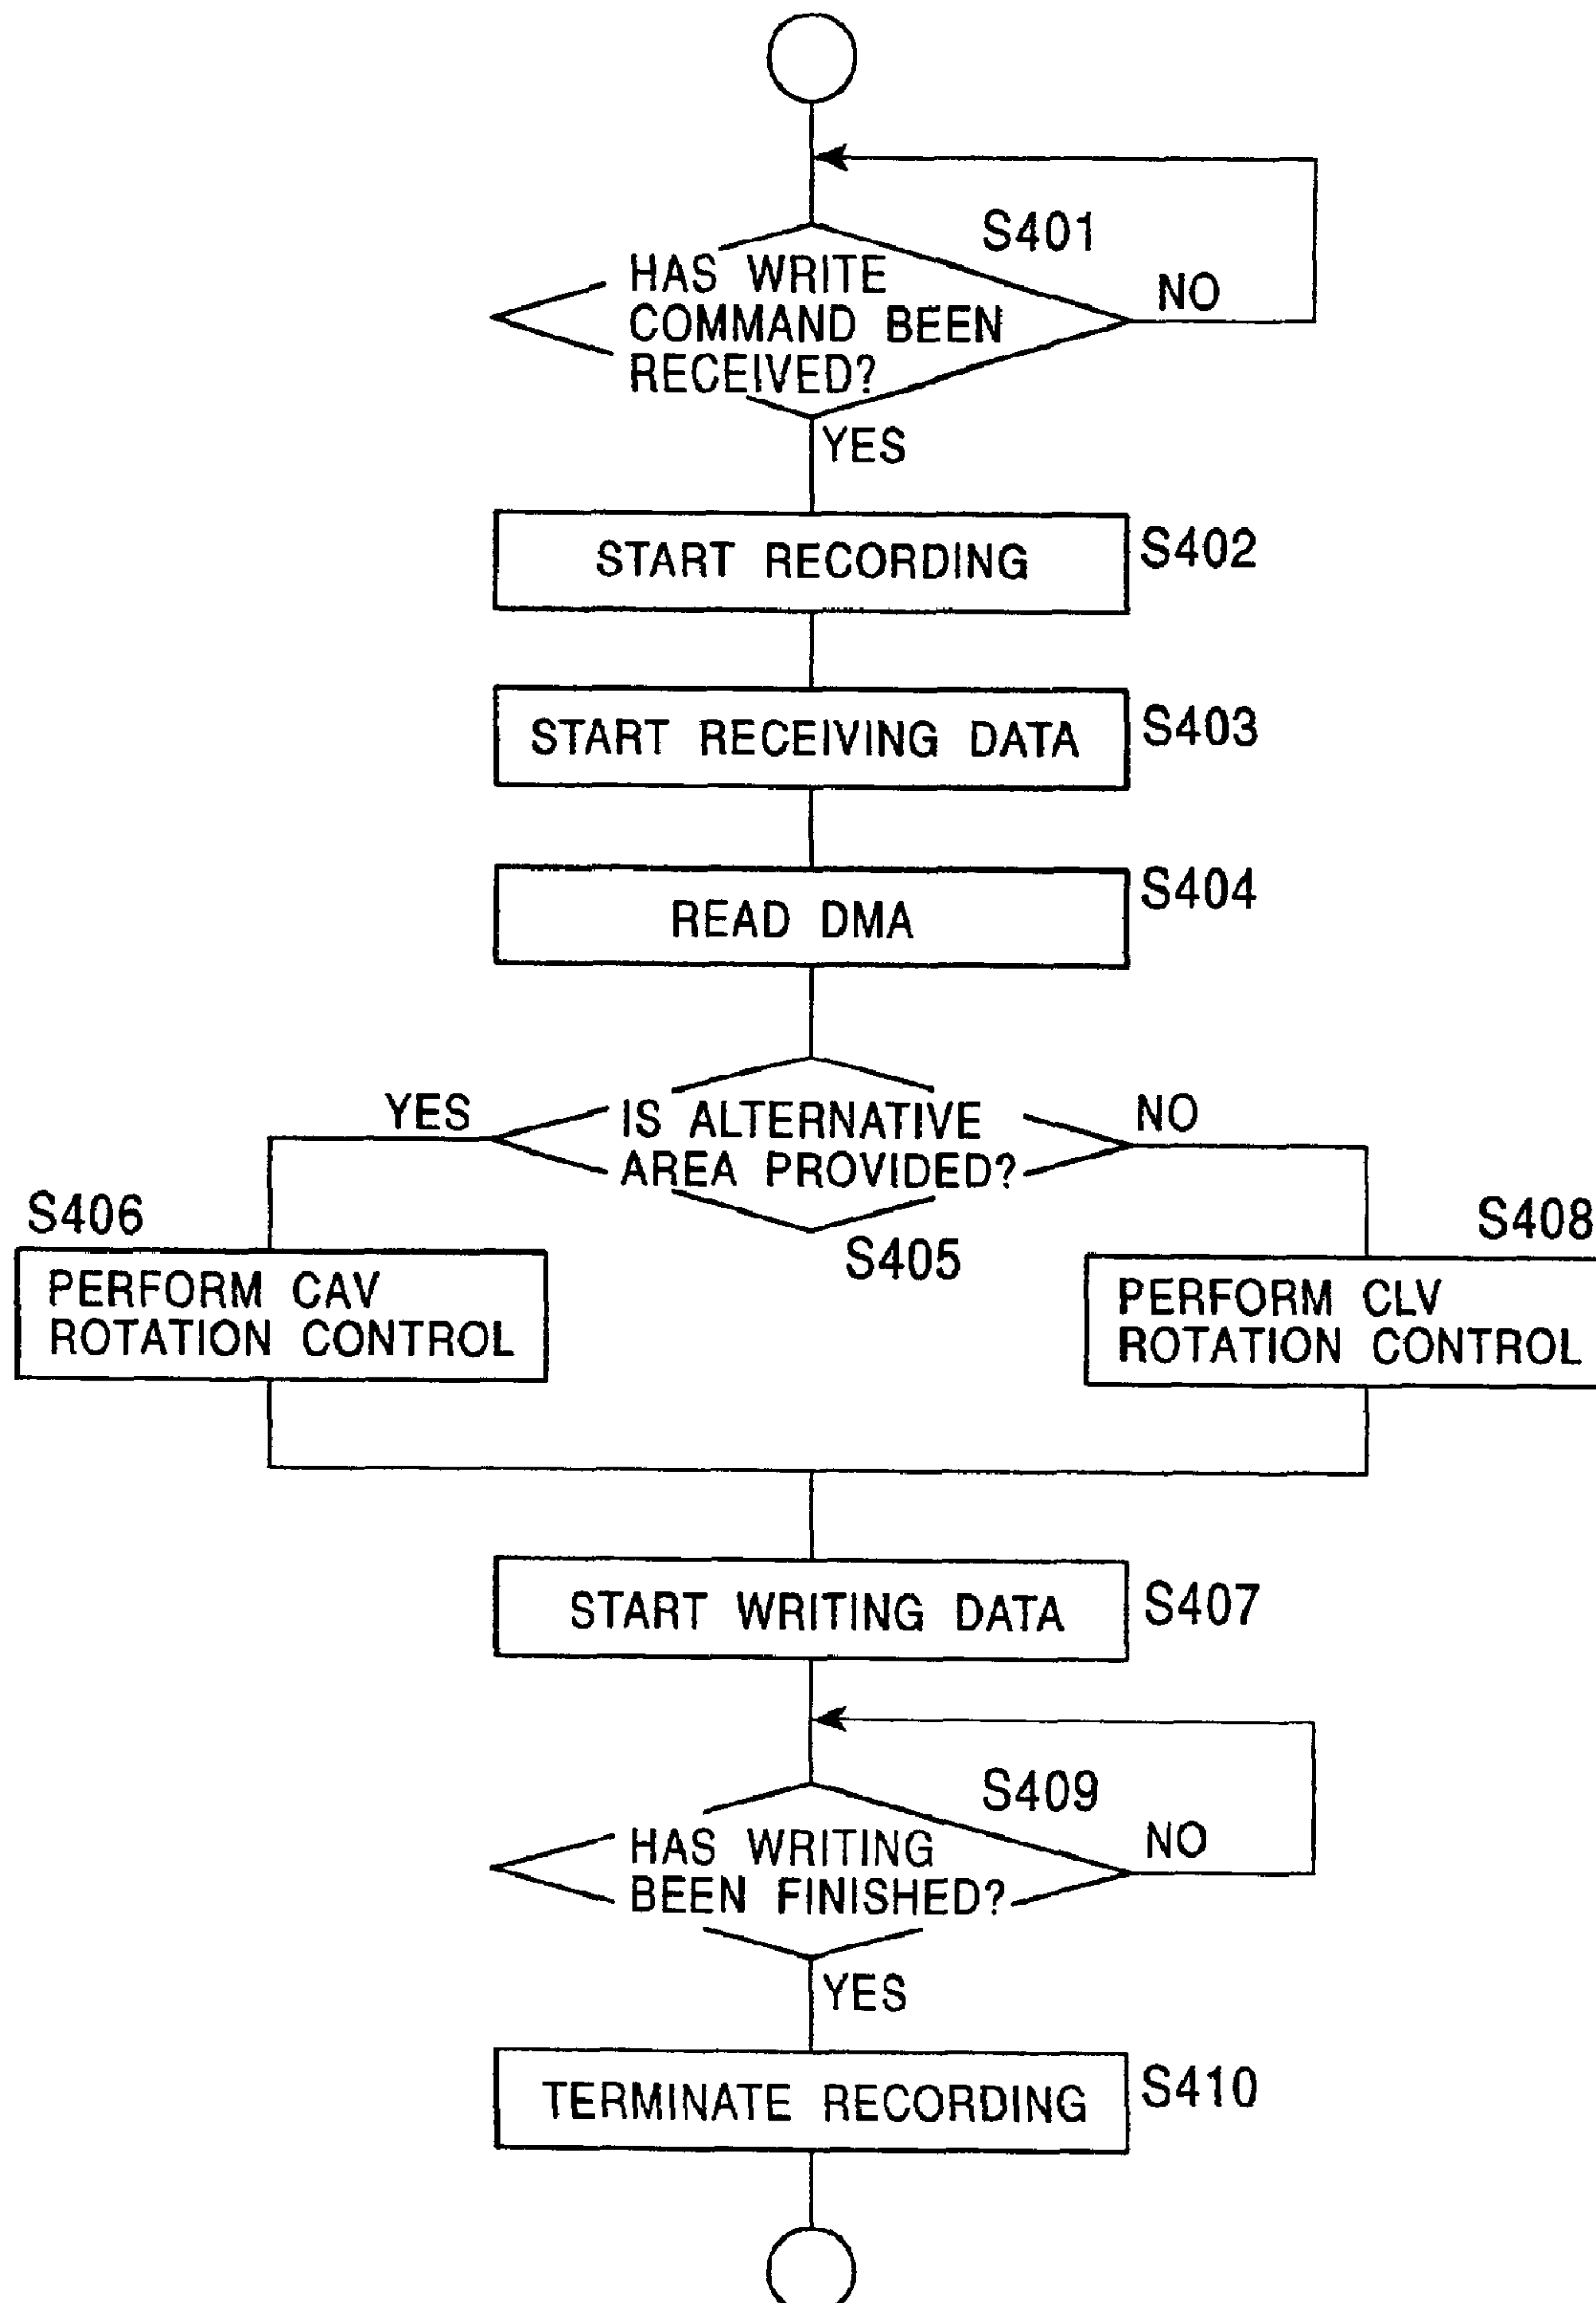 S401
HAS WRITE
COMMAND BEEN
RECEIVED?
NO
YES
START RECORDING
S402
START RECEIVING DATA
S403
READ DMA
S404
YES
IS ALTERNATIVE
AREA PROVIDED?
NO
S405
S406
PERFORM CAV
ROTATION CONTROL
S408
PERFORM CLV
ROTATION CONTROL
START WRITING DATA
S407
S409
HAS WRITING
BEEN FINISHED?
NO
YES
TERMINATE RECORDING
S410